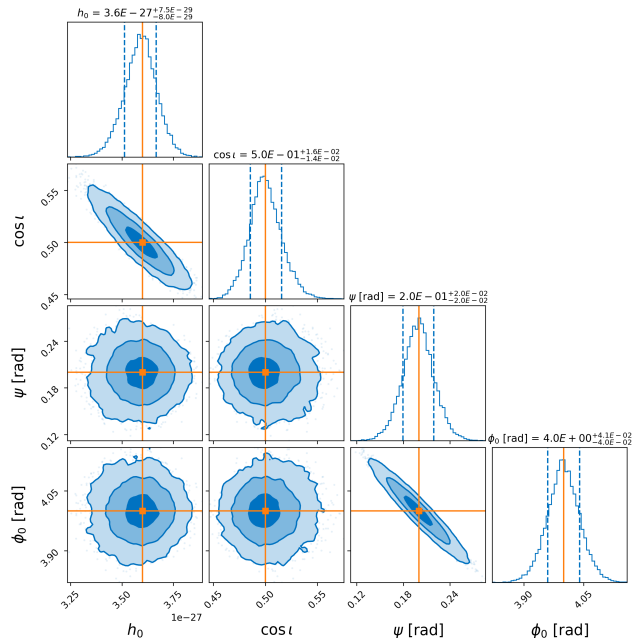 h₀ = 3.6E − 27⁺⁷·⁵ᴱ ⁻ ²⁹₋₈.₀E ₋ ₂₉
0.55
0.50
0.45
cos ι
cos ι = 5.0E − 01⁺¹·⁶ᴱ ⁻ ⁰²₋₁.₄E ₋ ₀₂
0.24
0.18
0.12
ψ [rad]
ψ [rad] = 2.0E − 01⁺²·⁰ᴱ ⁻ ⁰²₋₂.₀E ₋ ₀₂
4.05
3.90
ϕ₀ [rad]
ϕ₀ [rad] = 4.0E + 00⁺⁴·¹ᴱ ⁻ ⁰²₋₄.₀E ₋ ₀₂
3.25 3.50 3.75
1e−27
h₀
0.45 0.50 0.55
cos ι
0.12 0.18 0.24
ψ [rad]
3.90 4.05
ϕ₀ [rad]